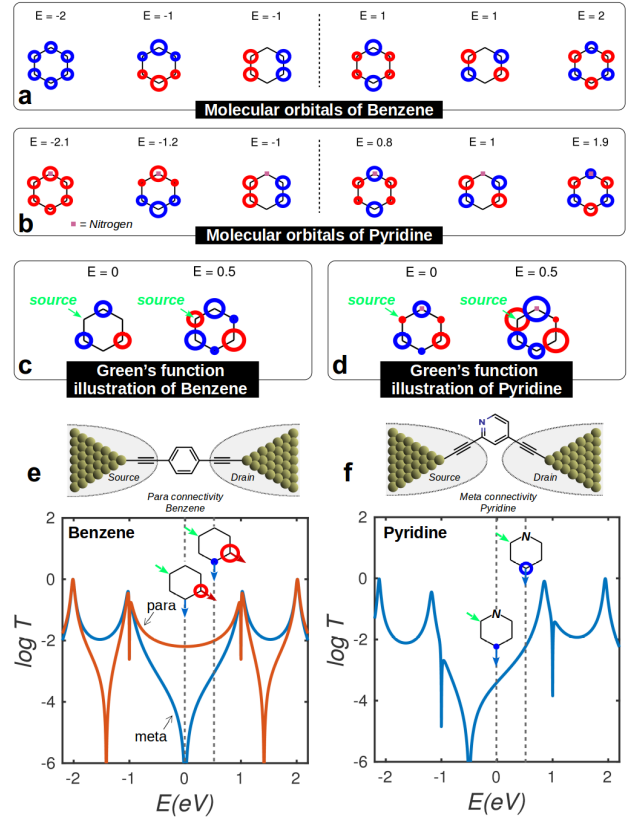 E = -2 E = -1 E = -1 E = 1 E = 1 E = 2
a
Molecular orbitals of Benzene
E = -2.1 E = -1.2 E = -1 E = 0.8 E = 1 E = 1.9
b
= Nitrogen
Molecular orbitals of Pyridine
E = 0 E = 0.5
source source
c
Green's function
illustration of Benzene
E = 0 E = 0.5
source source
d
Green's function
illustration of Pyridine
e
Source Drain
Para connectivity
Benzene
f
N
Source Drain
Meta connectivity
Pyridine
Benzene
para
meta
log T
2
0
-2
-4
-6
-2 -1 0 1 2
E(eV)
Pyridine
N
N
log T
2
0
-2
-4
-6
-2 -1 0 1 2
E(eV)